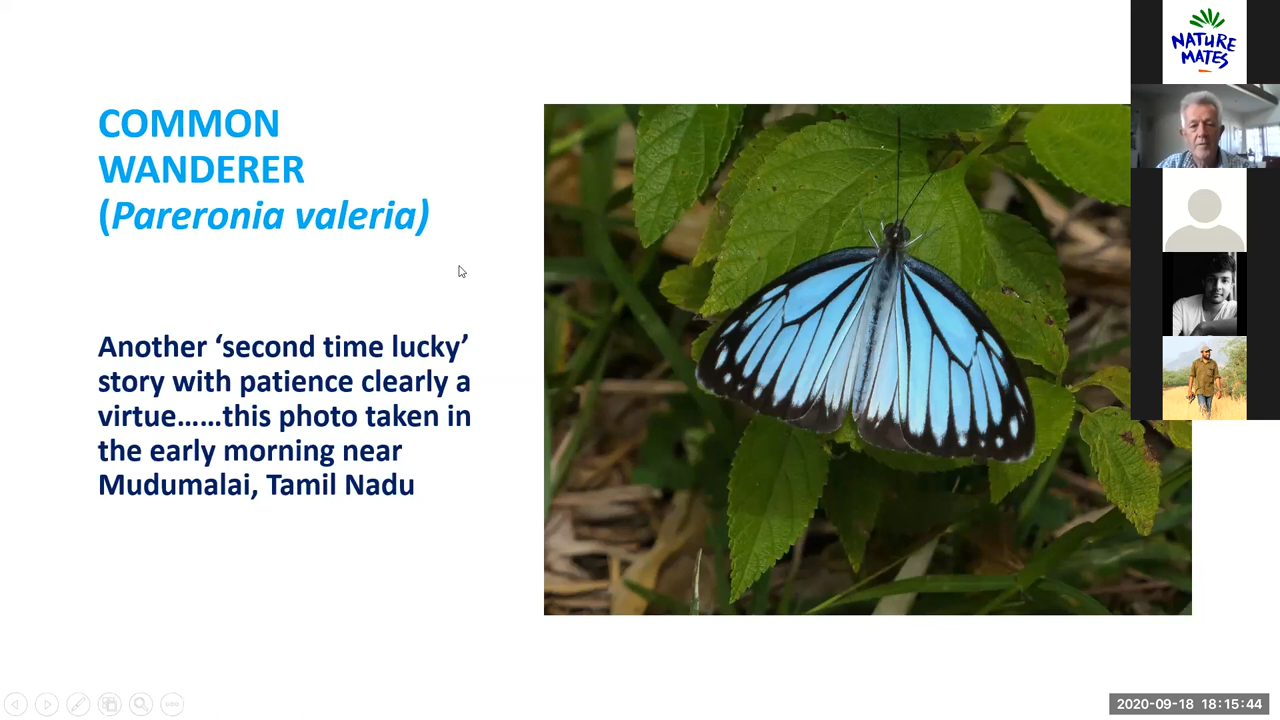 COMMON
WANDERER
(Pareronia valeria)
Another ‘second time lucky’
story with patience clearly a
virtue......this photo taken in
the early morning near
Mudumalai, Tamil Nadu
NATURE
MATES
2020-09-18 18:15:44